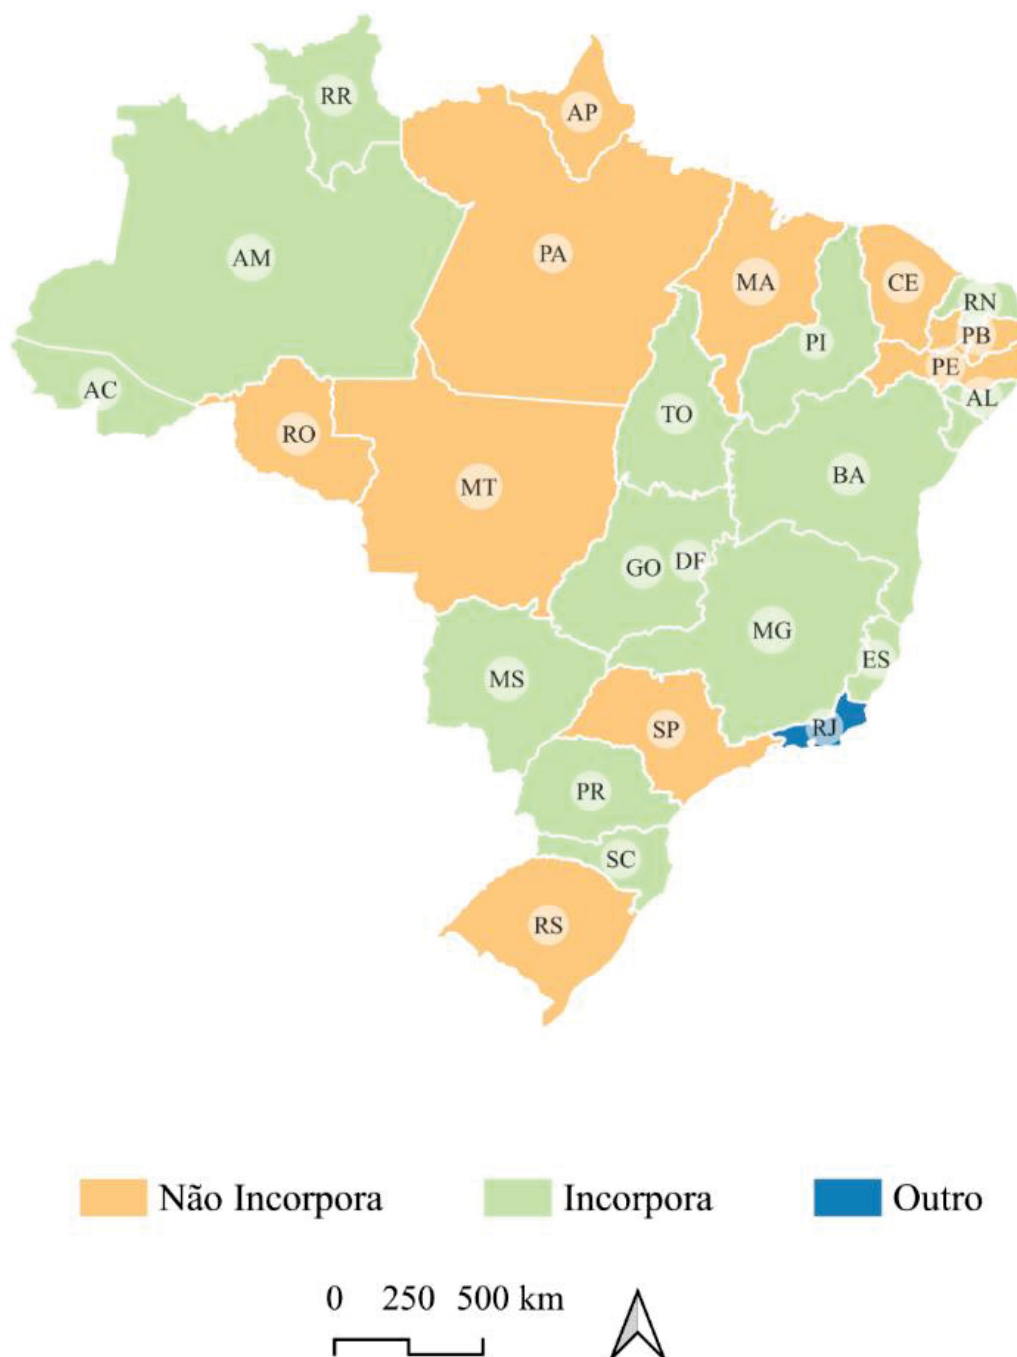 RR
AP
AM
PA
MA
CE
RN
PI
PB
PE
AC
AL
TO
RO
BA
MT
DF
GO
MG
ES
MS
RJ
SP
PR
SC
RS
Não Incorpora
Incorpora
Outro
0 250 500 km